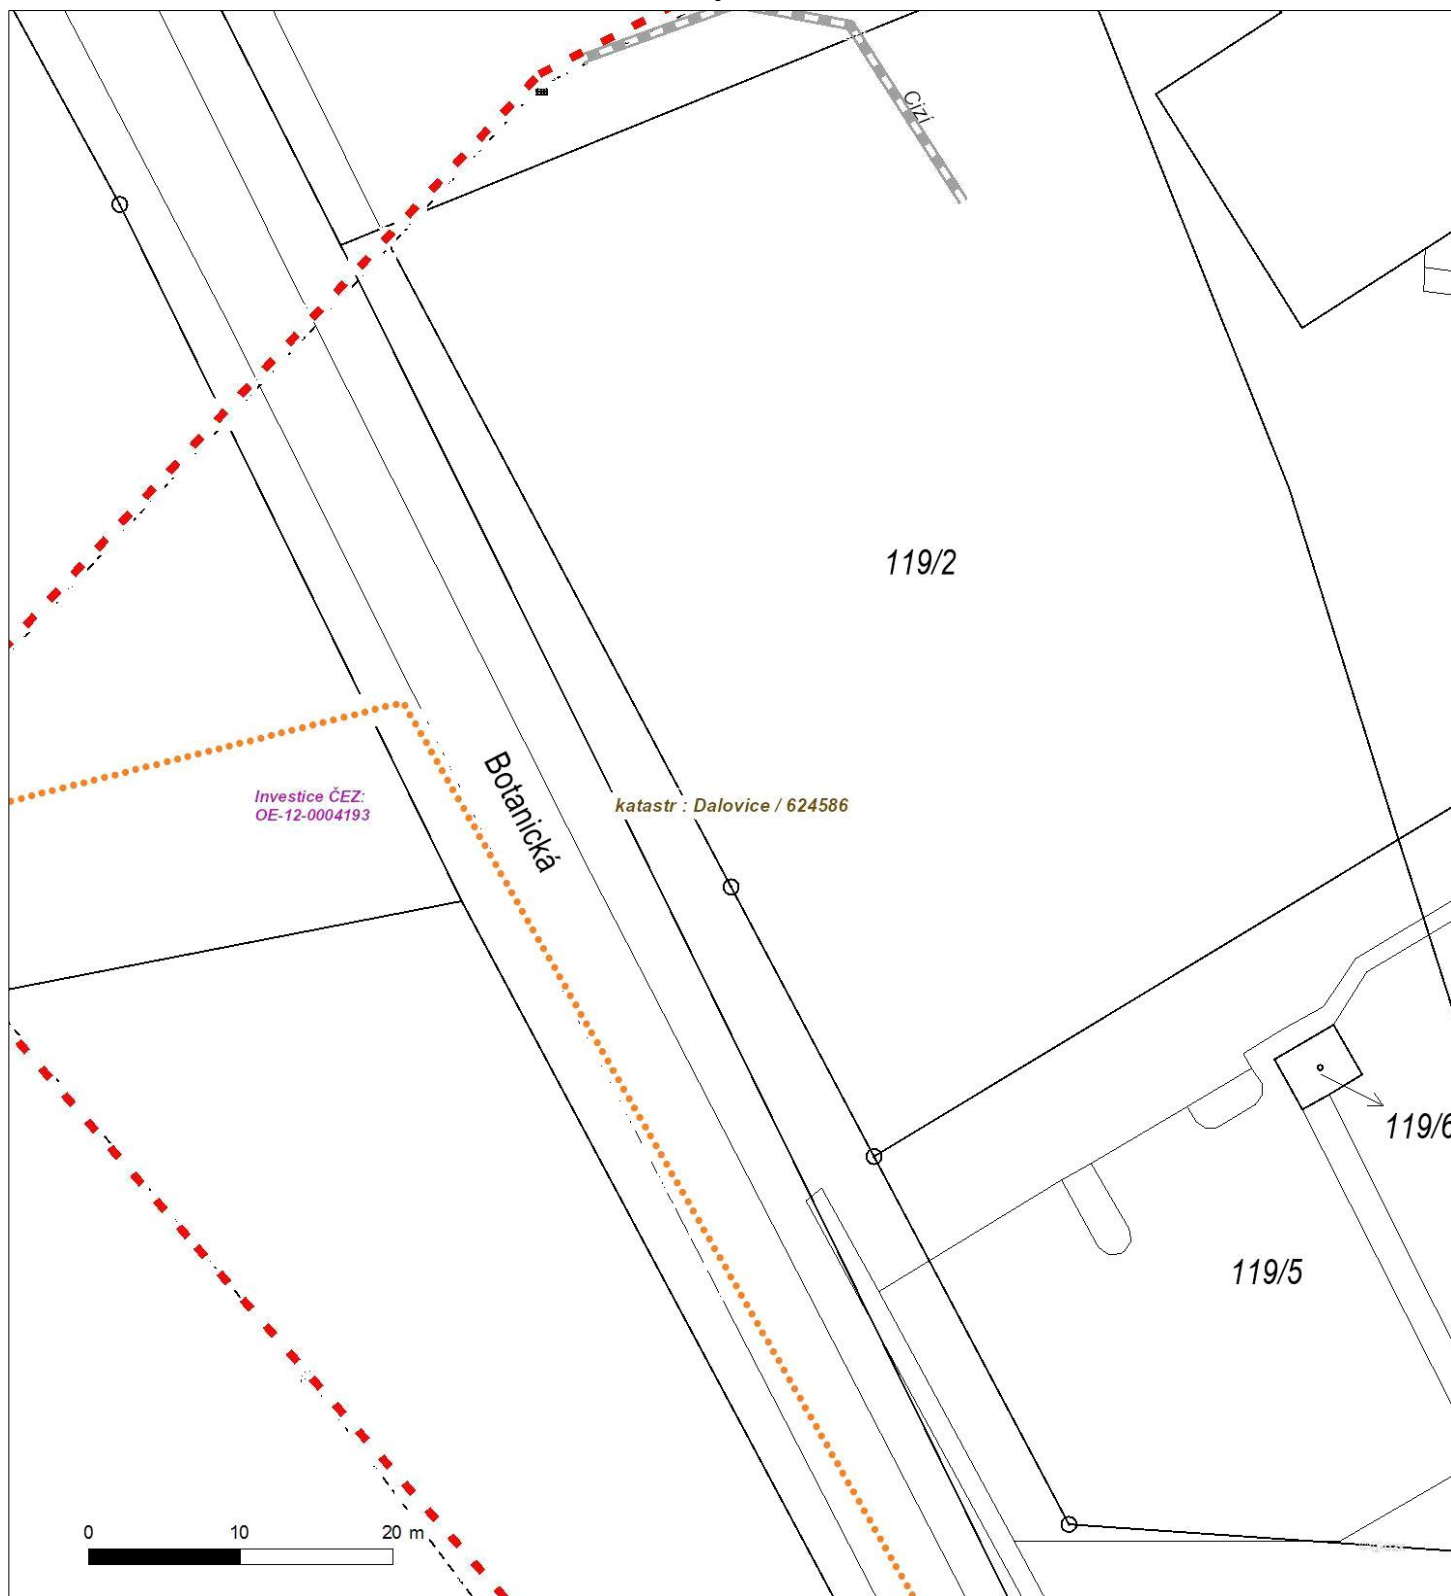 Cizí
119/2
Botanická
Investice ČEZ:
OE-12-0004193
katastr : Dalovice / 624586
119/6
119/5
0 10 20 m